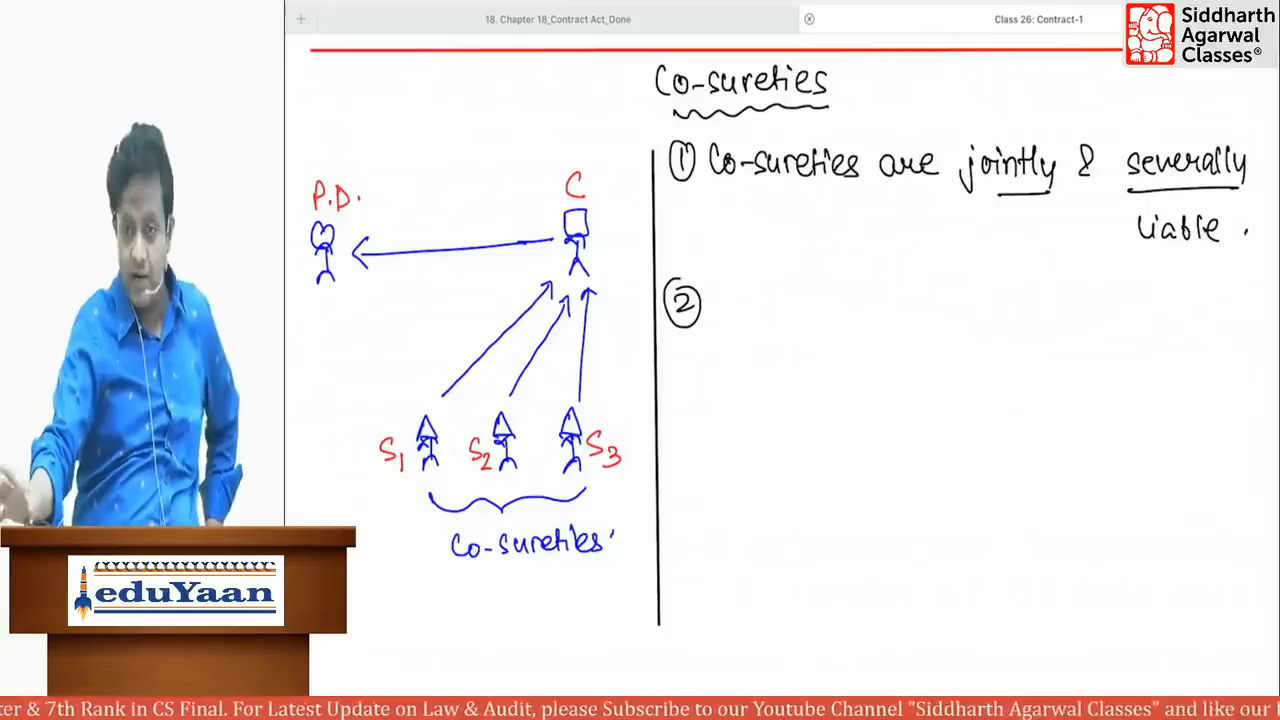 18. Chapter 18_Contract Act_Done
Class 26: Contract-1
Siddharth
Agarwal
Classes®
Co-sureties
① Co-sureties are jointly & severally
liable.
②
P.D.
C
S1
S2
S3
Co-sureties
eduYaan
ter & 7th Rank in CS Final. For Latest Update on Law & Audit, please Subscribe to our Youtube Channel "Siddharth Agarwal Classes" and like our